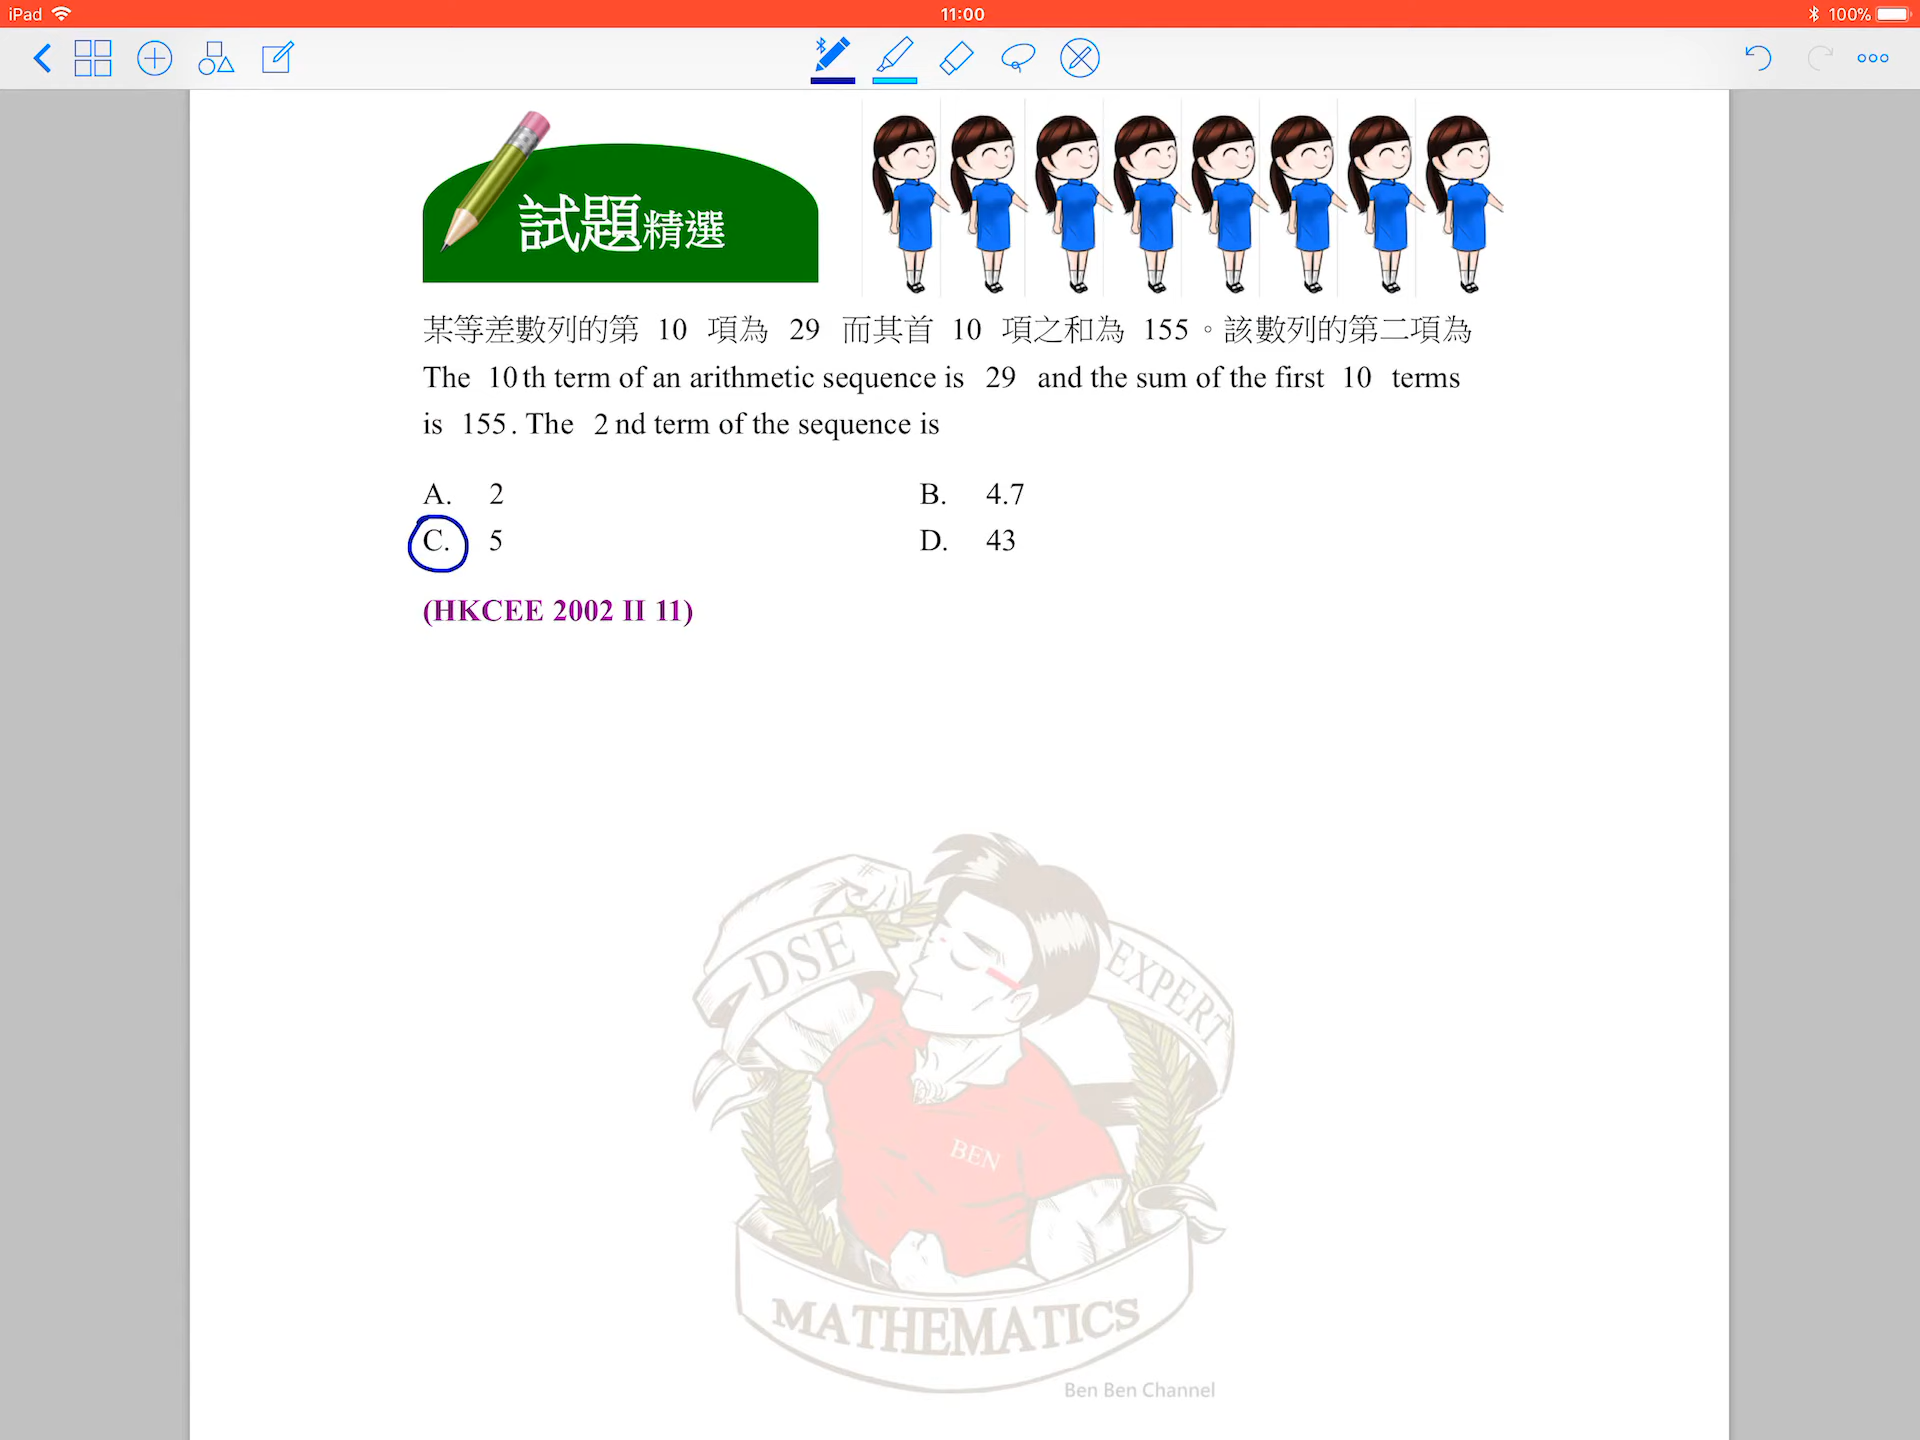 iPad
11:00
100%
試題精選
某等差數列的第 10 項為 29 而其首 10 項之和為 155。該數列的第二項為
The 10th term of an arithmetic sequence is 29 and the sum of the first 10 terms
is 155. The 2nd term of the sequence is
A. 2 B. 4.7
C. 5 D. 43
(HKCEE 2002 II 11)
DSE
EXPERT
BEN
MATHEMATICS
Ben Ben Channel